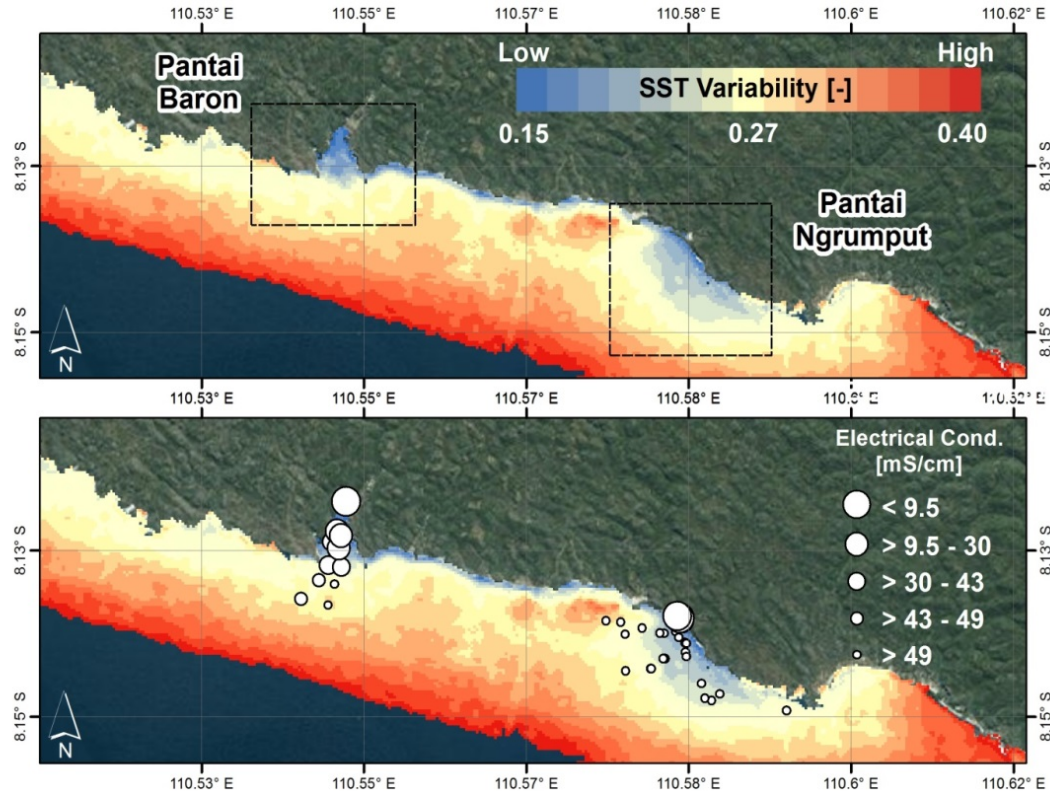 110.53° E 110.55° E 110.57° E 110.58° E 110.6° E 110.62° E
Pantai
Baron
Low High
SST Variability [-]
0.15 0.27 0.40
8.13° S 8.13° S
Pantai
Ngrumput
8.15° S 8.15° S
N
110.53° E 110.55° E 110.57° E 110.58° E 110.6° E
Electrical Cond.
[mS/cm]
< 9.5
> 9.5 - 30
> 30 - 43
> 43 - 49
> 49
8.13° S 8.13° S
8.15° S 8.15° S
N
110.53° E 110.55° E 110.57° E 110.58° E 110.6° E 110.62° E